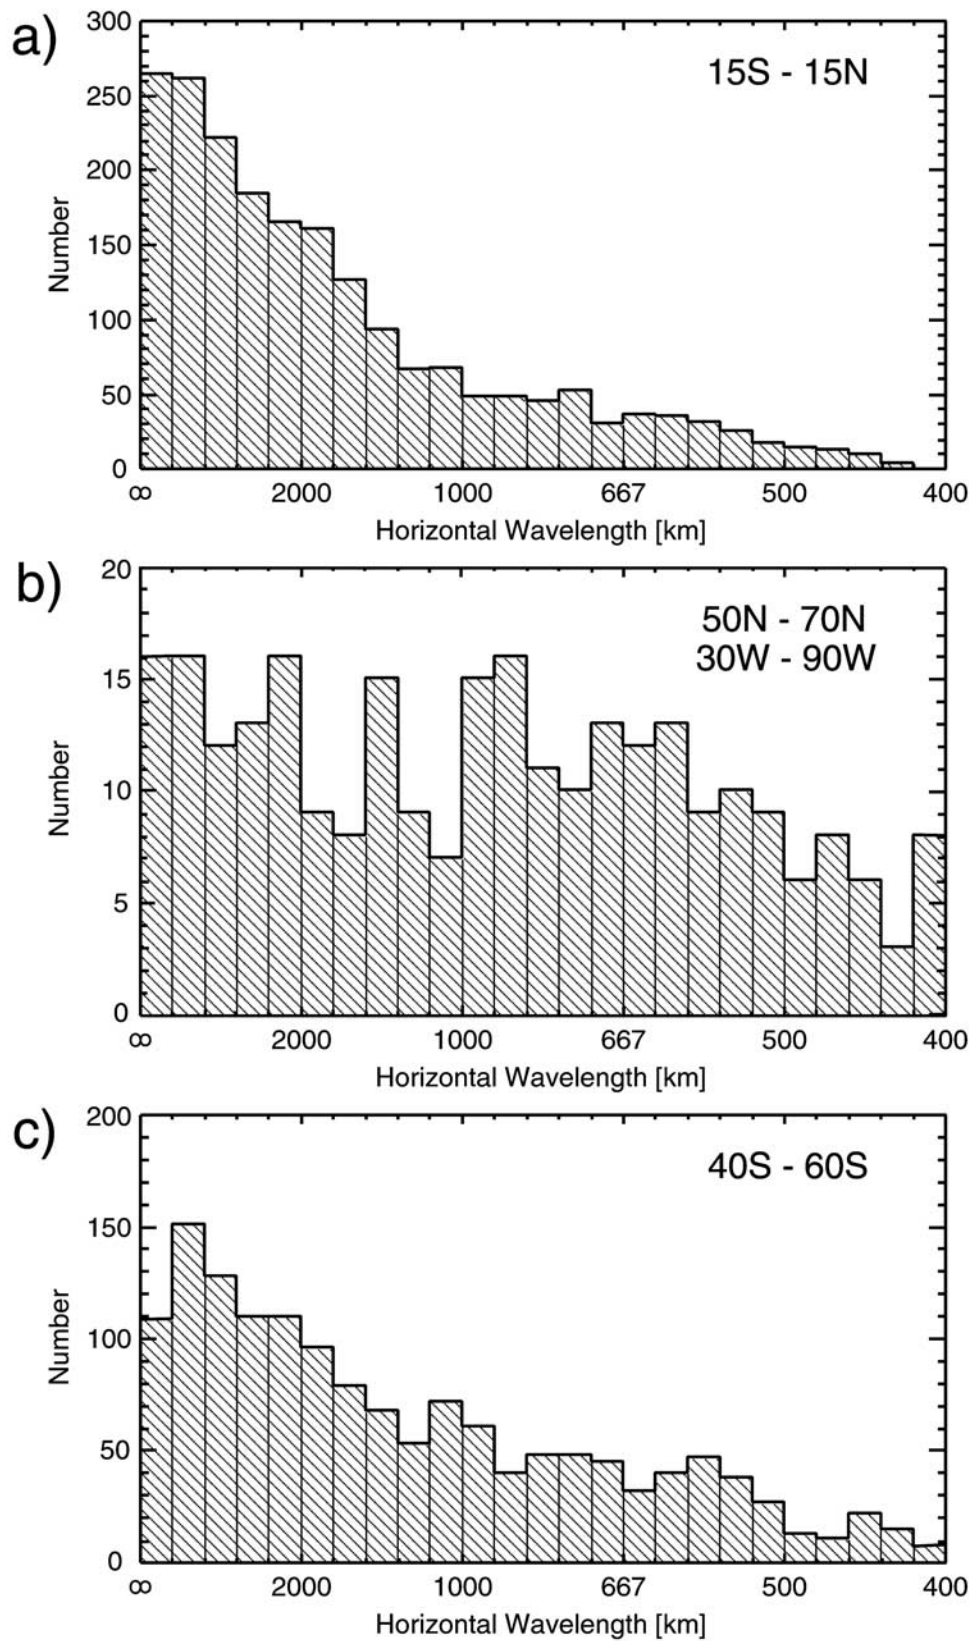 a)
300
15S - 15N
250
200
150
100
50
0
Number
∞ 2000 1000 667 500 400
Horizontal Wavelength [km]
b)
20
50N - 70N
30W - 90W
15
10
5
0
Number
∞ 2000 1000 667 500 400
Horizontal Wavelength [km]
c)
200
40S - 60S
150
100
50
0
Number
∞ 2000 1000 667 500 400
Horizontal Wavelength [km]